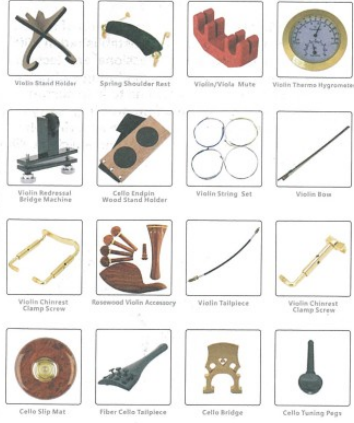 Violin Stand Holder
Spring Shoulder Rest
Violin/Viola Mute
Violin Thermo Hygrometer
Violin Redressal
Bridge Machine
Cello Endpin
Wood Stand Holder
Violin String Set
Violin Bow
Violin Chinrest
Clamp Screw
Rosewood Violin Accessory
Violin Tailpiece
Violin Chinrest
Clamp Screw
Cello Slip Mat
Fiber Cello Tailpiece
Cello Bridge
Cello Tuning Pegs